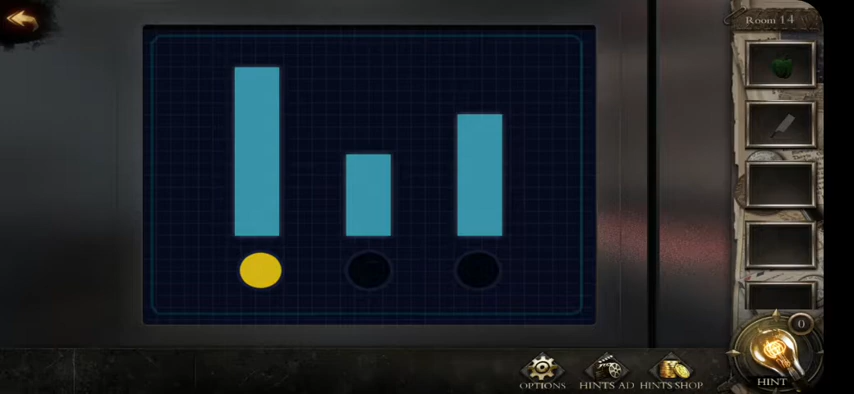 Room 14
0
HINT
OPTIONS
HINTS AD
HINTS SHOP